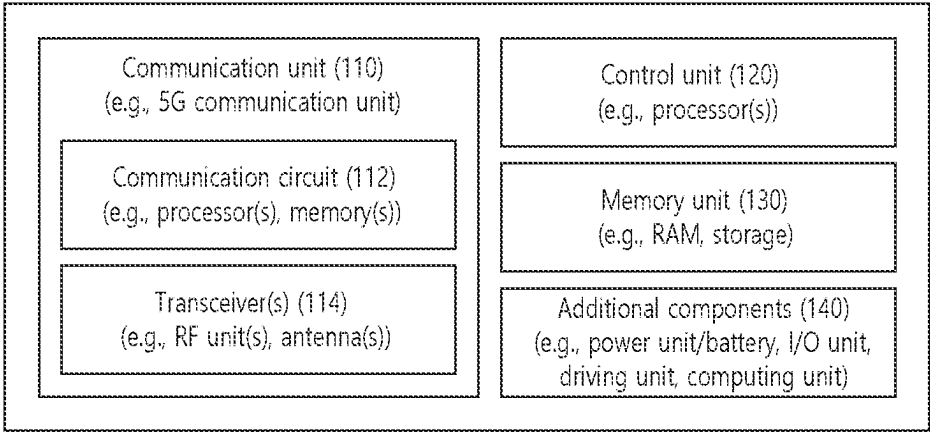 Communication unit (110)
(e.g., 5G communication unit)
Communication circuit (112)
(e.g., processor(s), memory(s))
Transceiver(s) (114)
(e.g., RF unit(s), antenna(s))
Control unit (120)
(e.g., processor(s))
Memory unit (130)
(e.g., RAM, storage)
Additional components (140)
(e.g., power unit/battery, I/O unit,
driving unit, computing unit)